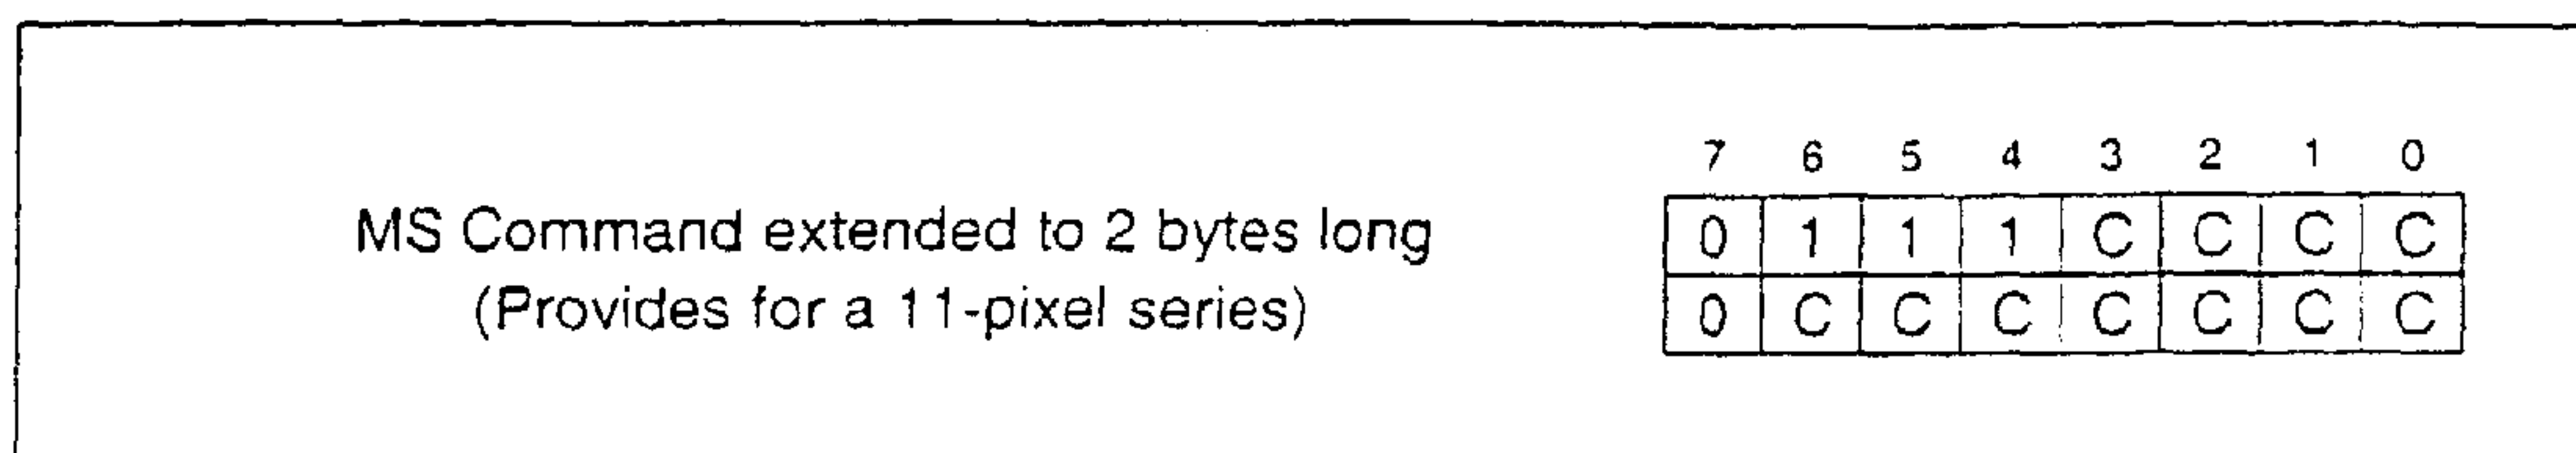 7 6 5 4 3 2 1 0
MS Command extended to 2 bytes long 0 1 1 1 C C C C
(Provides for a 11-pixel series) 0 C C C C C C C